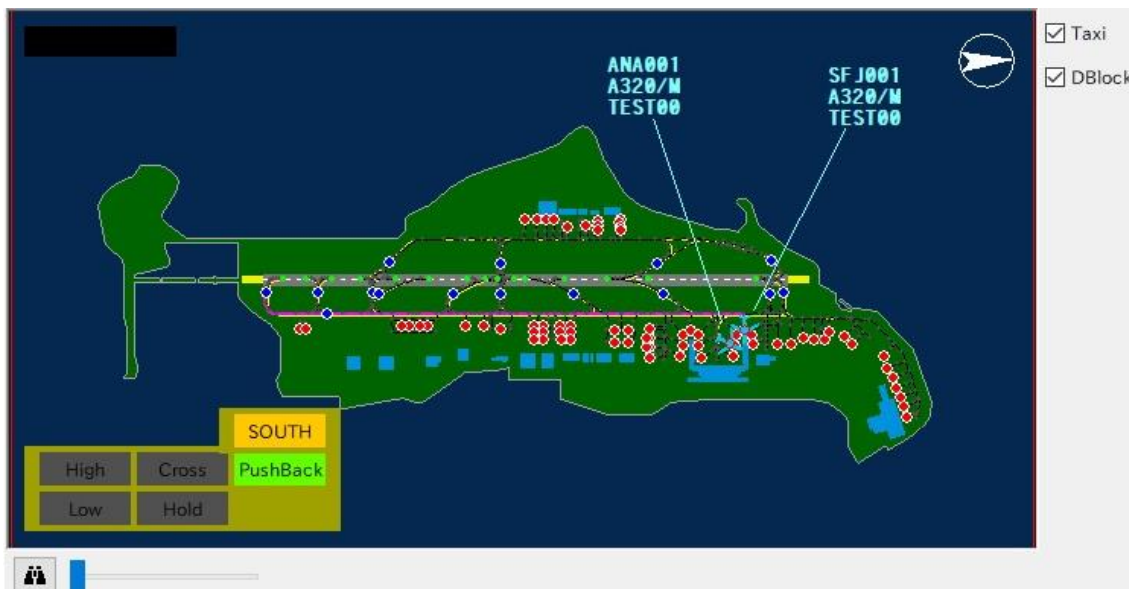 ANA001
A320/M
TEST00
SFJ001
A320/M
TEST00
Taxi
DBlock
SOUTH
High Cross PushBack
Low Hold